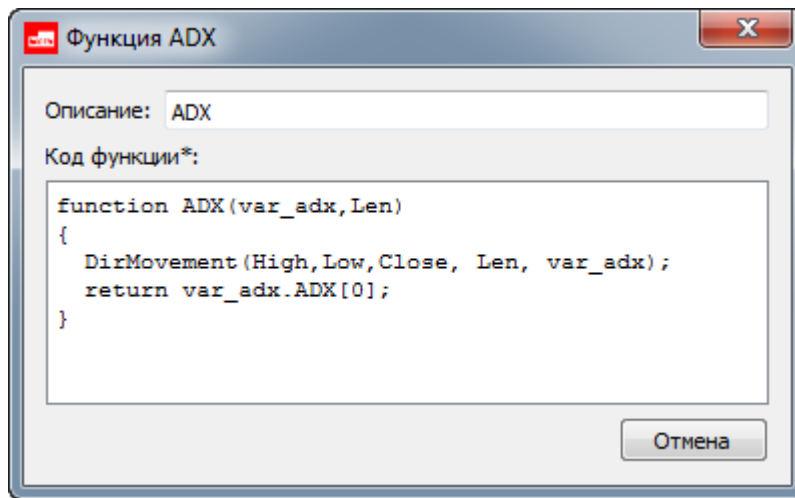 Функция ADX
Описание: ADX
Код функции*:
function ADX(var_adx,Len)
{
  DirMovement(High,Low,Close, Len, var_adx);
  return var_adx.ADX[0];
}
Отмена